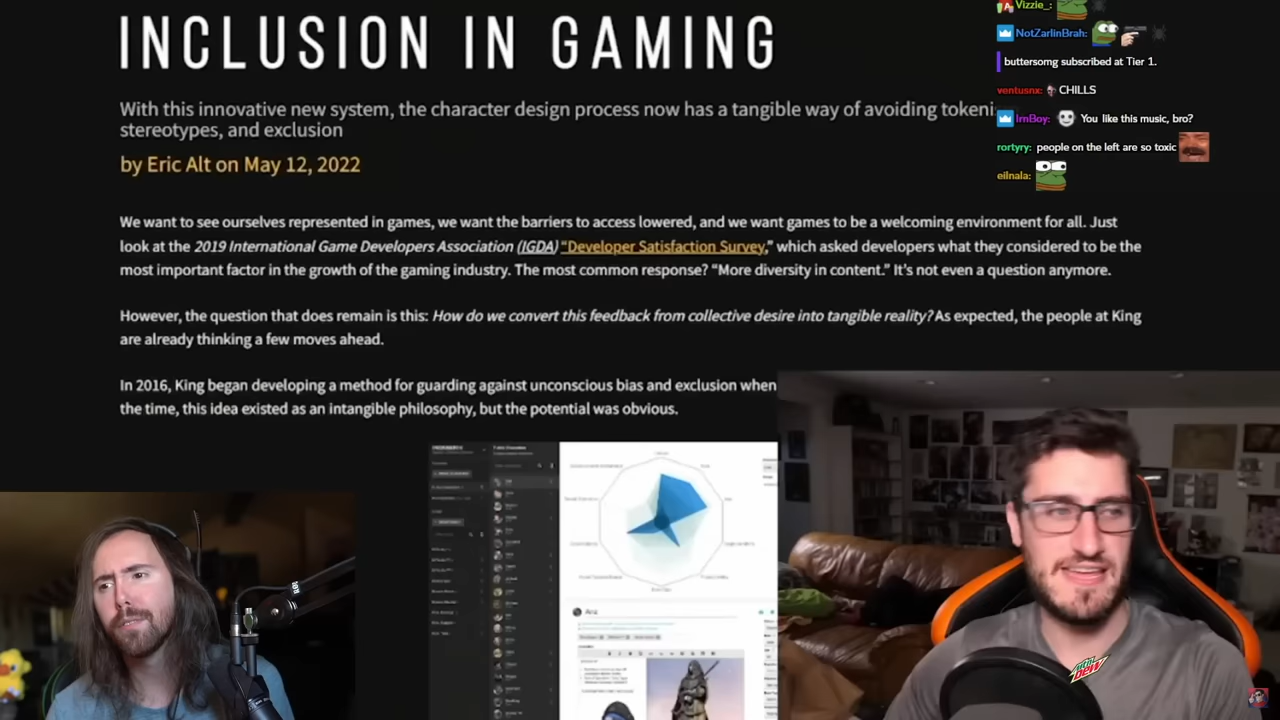 INCLUSION IN GAMING
With this innovative new system, the character design process now has a tangible way of avoiding
stereotypes, and exclusion
by Eric Alt on May 12, 2022
We want to see ourselves represented in games, we want the barriers to access lowered, and we want games to be a welcoming environment for all. Just
look at the 2019 International Game Developers Association (IGDA) “Developer Satisfaction Survey,” which asked developers what they considered to be the
most important factor in the growth of the gaming industry. The most common response? “More diversity in content.” It’s not even a question anymore.
However, the question that does remain is this: How do we convert this feedback from collective desire into tangible reality? As expected, the people at King
are already thinking a few moves ahead.
In 2016, King began developing a method for guarding against unconscious bias and exclusion when
the time, this idea existed as an intangible philosophy, but the potential was obvious.
Vizzie_:
NotZarlinBrah:
buttersomg subscribed at Tier 1.
ventusnx: CHILLS
IrnBoy: You like this music, bro?
rortyry: people on the left are so toxic
eilnala:
Ana
MTN DEW